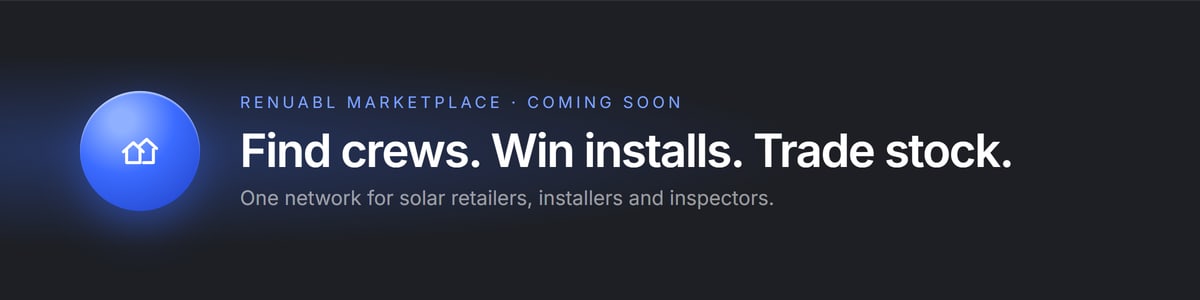 RENUABL MARKETPLACE · COMING SOON
Find crews. Win installs. Trade stock.
One network for solar retailers, installers and inspectors.